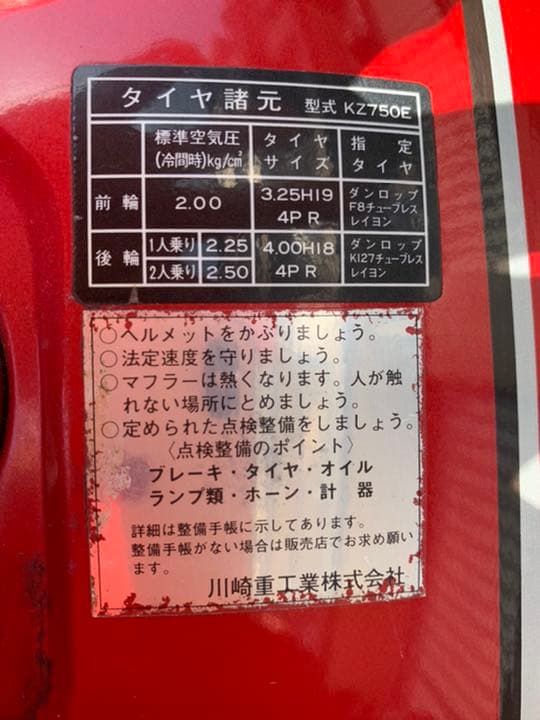 タイヤ諸元 型式 KZ750E
標準空気圧 タイヤ 指定
(冷間時)kg/cm² サイズ タイヤ
前輪 2.00 3.25H19 4PR ダンロップ F8チューブレス レイヨン
後輪 1人乗り 2.25 4.00H18 4PR ダンロップ K127チューブレス レイヨン
2人乗り 2.50
○ヘルメットをかぶりましょう。
○法定速度を守りましょう。
○マフラーは熱くなります。人が触
れない場所にとめましょう。
○定められた点検整備をしましょう。
〈点検整備のポイント〉
ブレーキ・タイヤ・オイル
ランプ類・ホーン・計器
詳細は整備手帳に示してあります。
整備手帳がない場合は販売店でお求め願い
ます。
川崎重工業株式会社